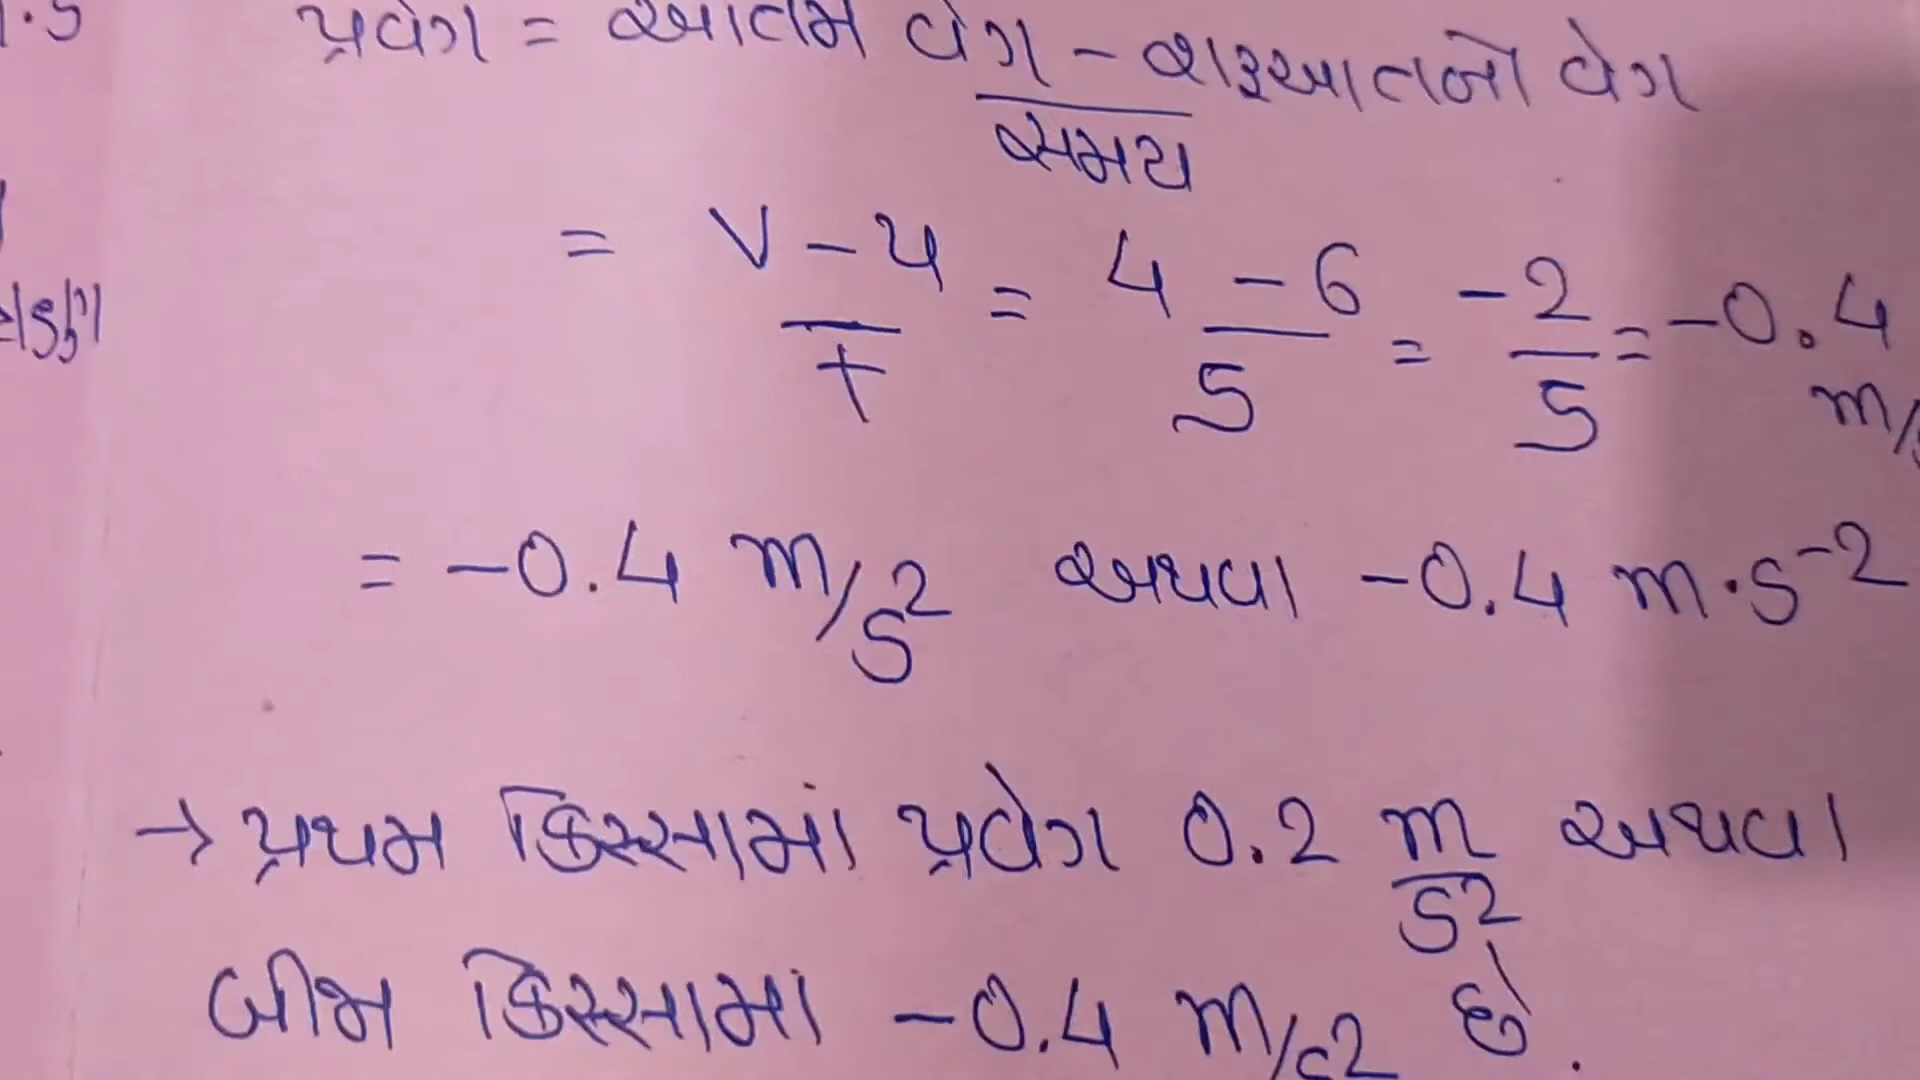 પ્રવેગ = અંતિમ વેગ - શરૂઆતનો વેગ
સમય
= v - u / t = 4 - 6 / 5 = -2 / 5 = -0.4
m/
= -0.4 m/s² અથવા -0.4 m·s⁻²
→ પ્રથમ કિસ્સામાં પ્રવેગ 0.2 m/s² અથવા
બીજા કિસ્સામાં -0.4 m/s2 છે.